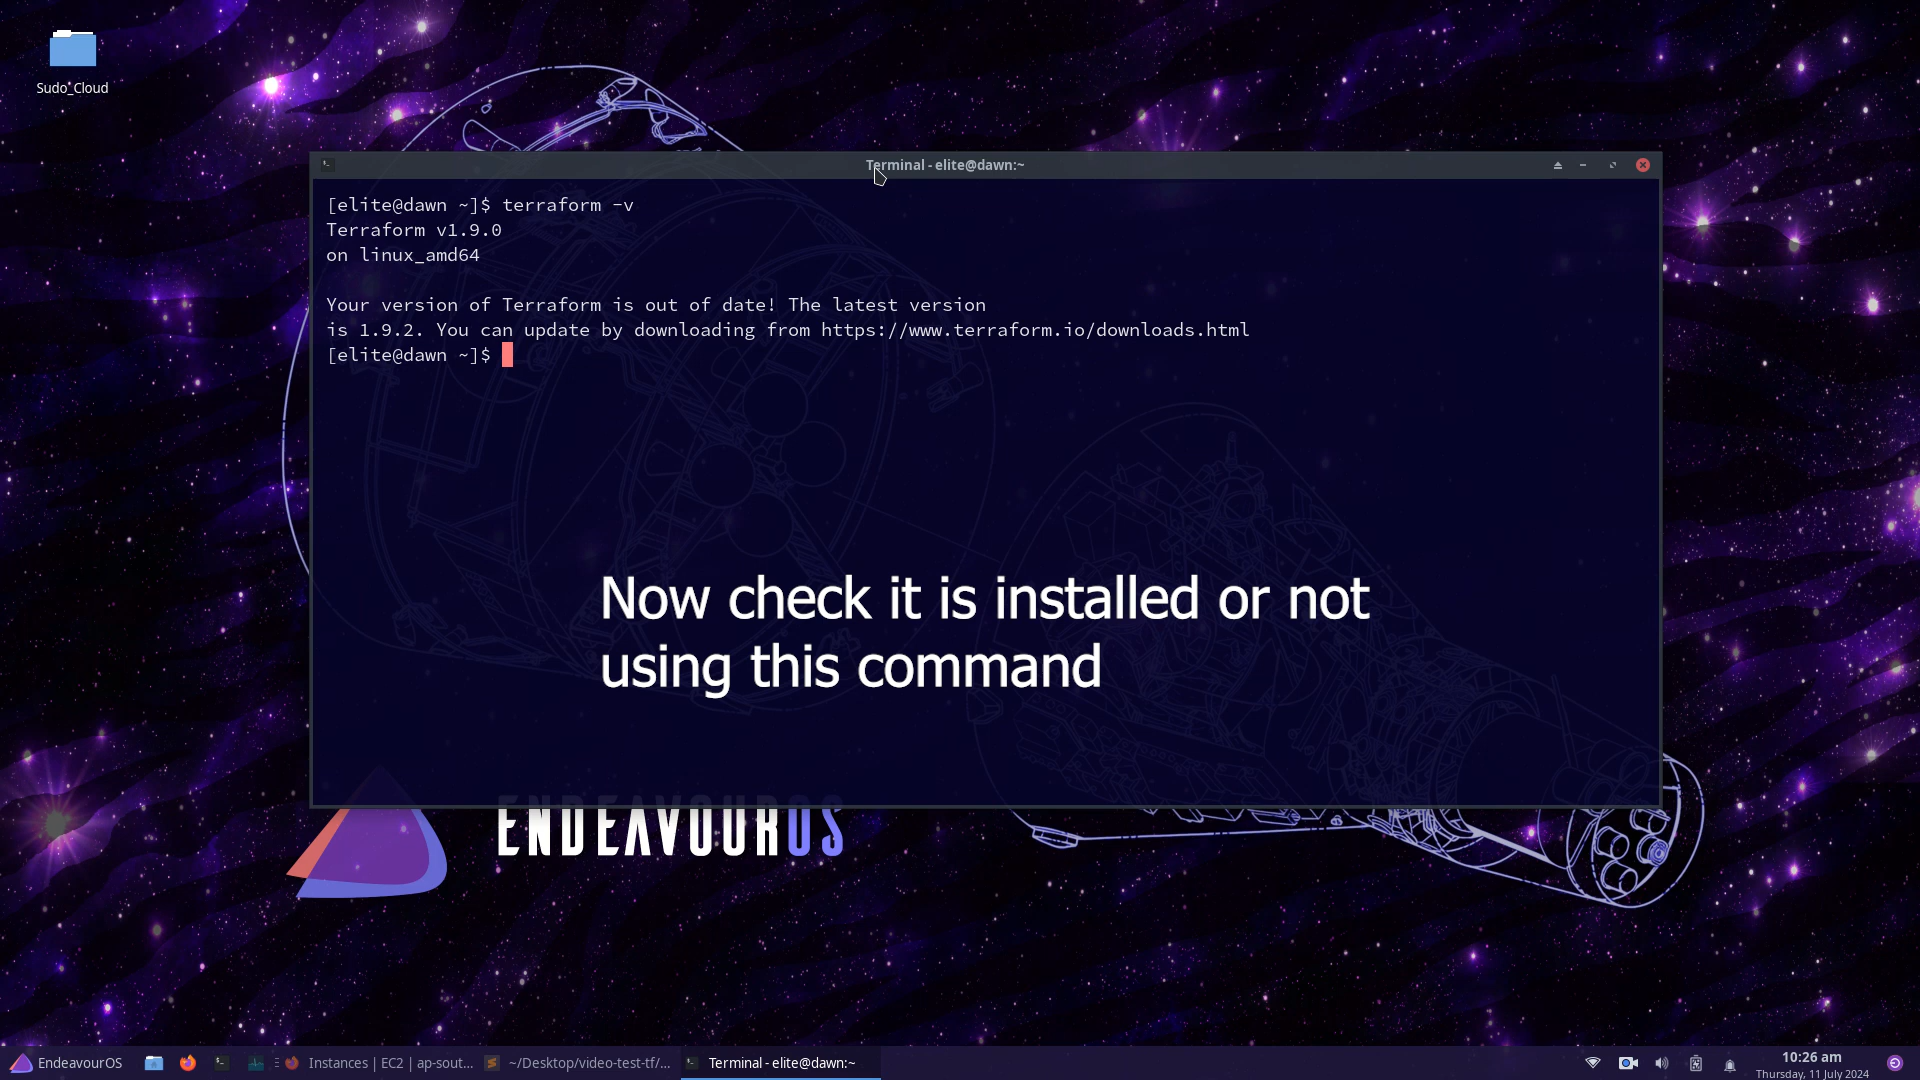 Sudo_Cloud
Terminal - elite@dawn:~
[elite@dawn ~]$ terraform -v
Terraform v1.9.0
on linux_amd64
Your version of Terraform is out of date! The latest version
is 1.9.2. You can update by downloading from https://www.terraform.io/downloads.html
[elite@dawn ~]$
Now check it is installed or not
using this command
ENDEAVOUROS
EndeavourOS
Instances | EC2 | ap-sout...
~/Desktop/video-test-tf/...
Terminal - elite@dawn:~
10:26 am
Thursday, 11 July 2024